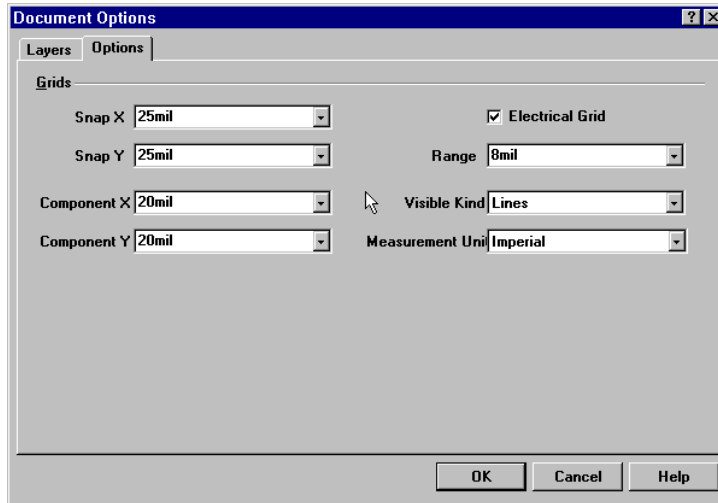 Document Options
Layers Options
Grids
Snap X 25mil Electrical Grid
Snap Y 25mil Range 8mil
Component X 20mil Visible Kind Lines
Component Y 20mil Measurement Uni Imperial
OK Cancel Help